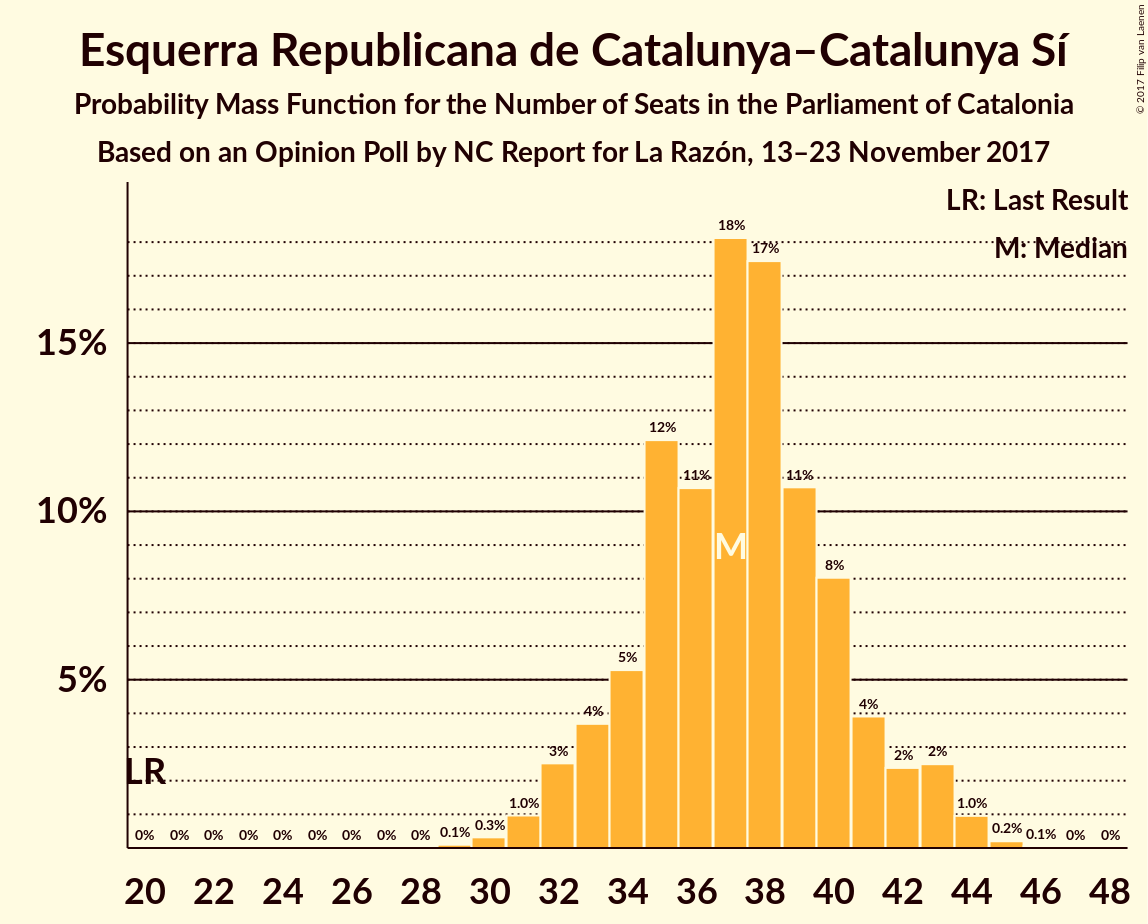 Esquerra Republicana de Catalunya–Catalunya Sí
Probability Mass Function for the Number of Seats in the Parliament of Catalonia
Based on an Opinion Poll by NC Report for La Razón, 13–23 November 2017
© 2017 Filip van Laenen
LR: Last Result
M: Median
15%
10%
5%
LR
M
0% 0% 0% 0% 0% 0% 0% 0% 0% 0.1% 0.3% 1.0% 3% 4% 5% 12% 11% 18% 17% 11% 8% 4% 2% 2% 1.0% 0.2% 0.1% 0% 0%
20 22 24 26 28 30 32 34 36 38 40 42 44 46 48